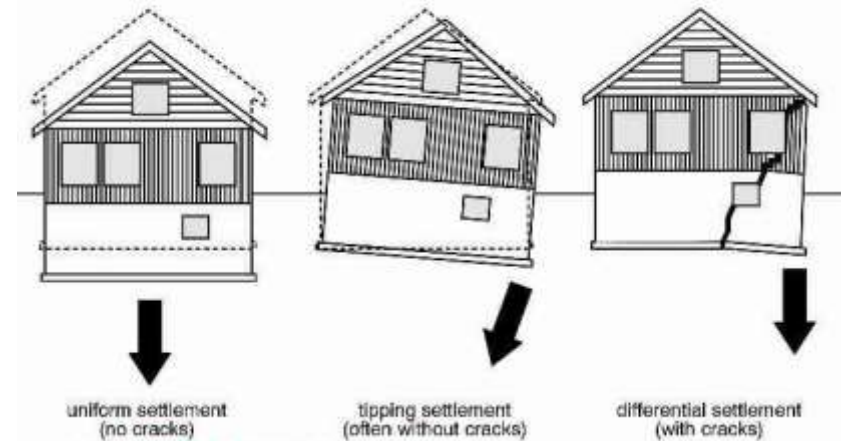 uniform settlement
(no cracks)
tipping settlement
(often without cracks)
differential settlement
(with cracks)